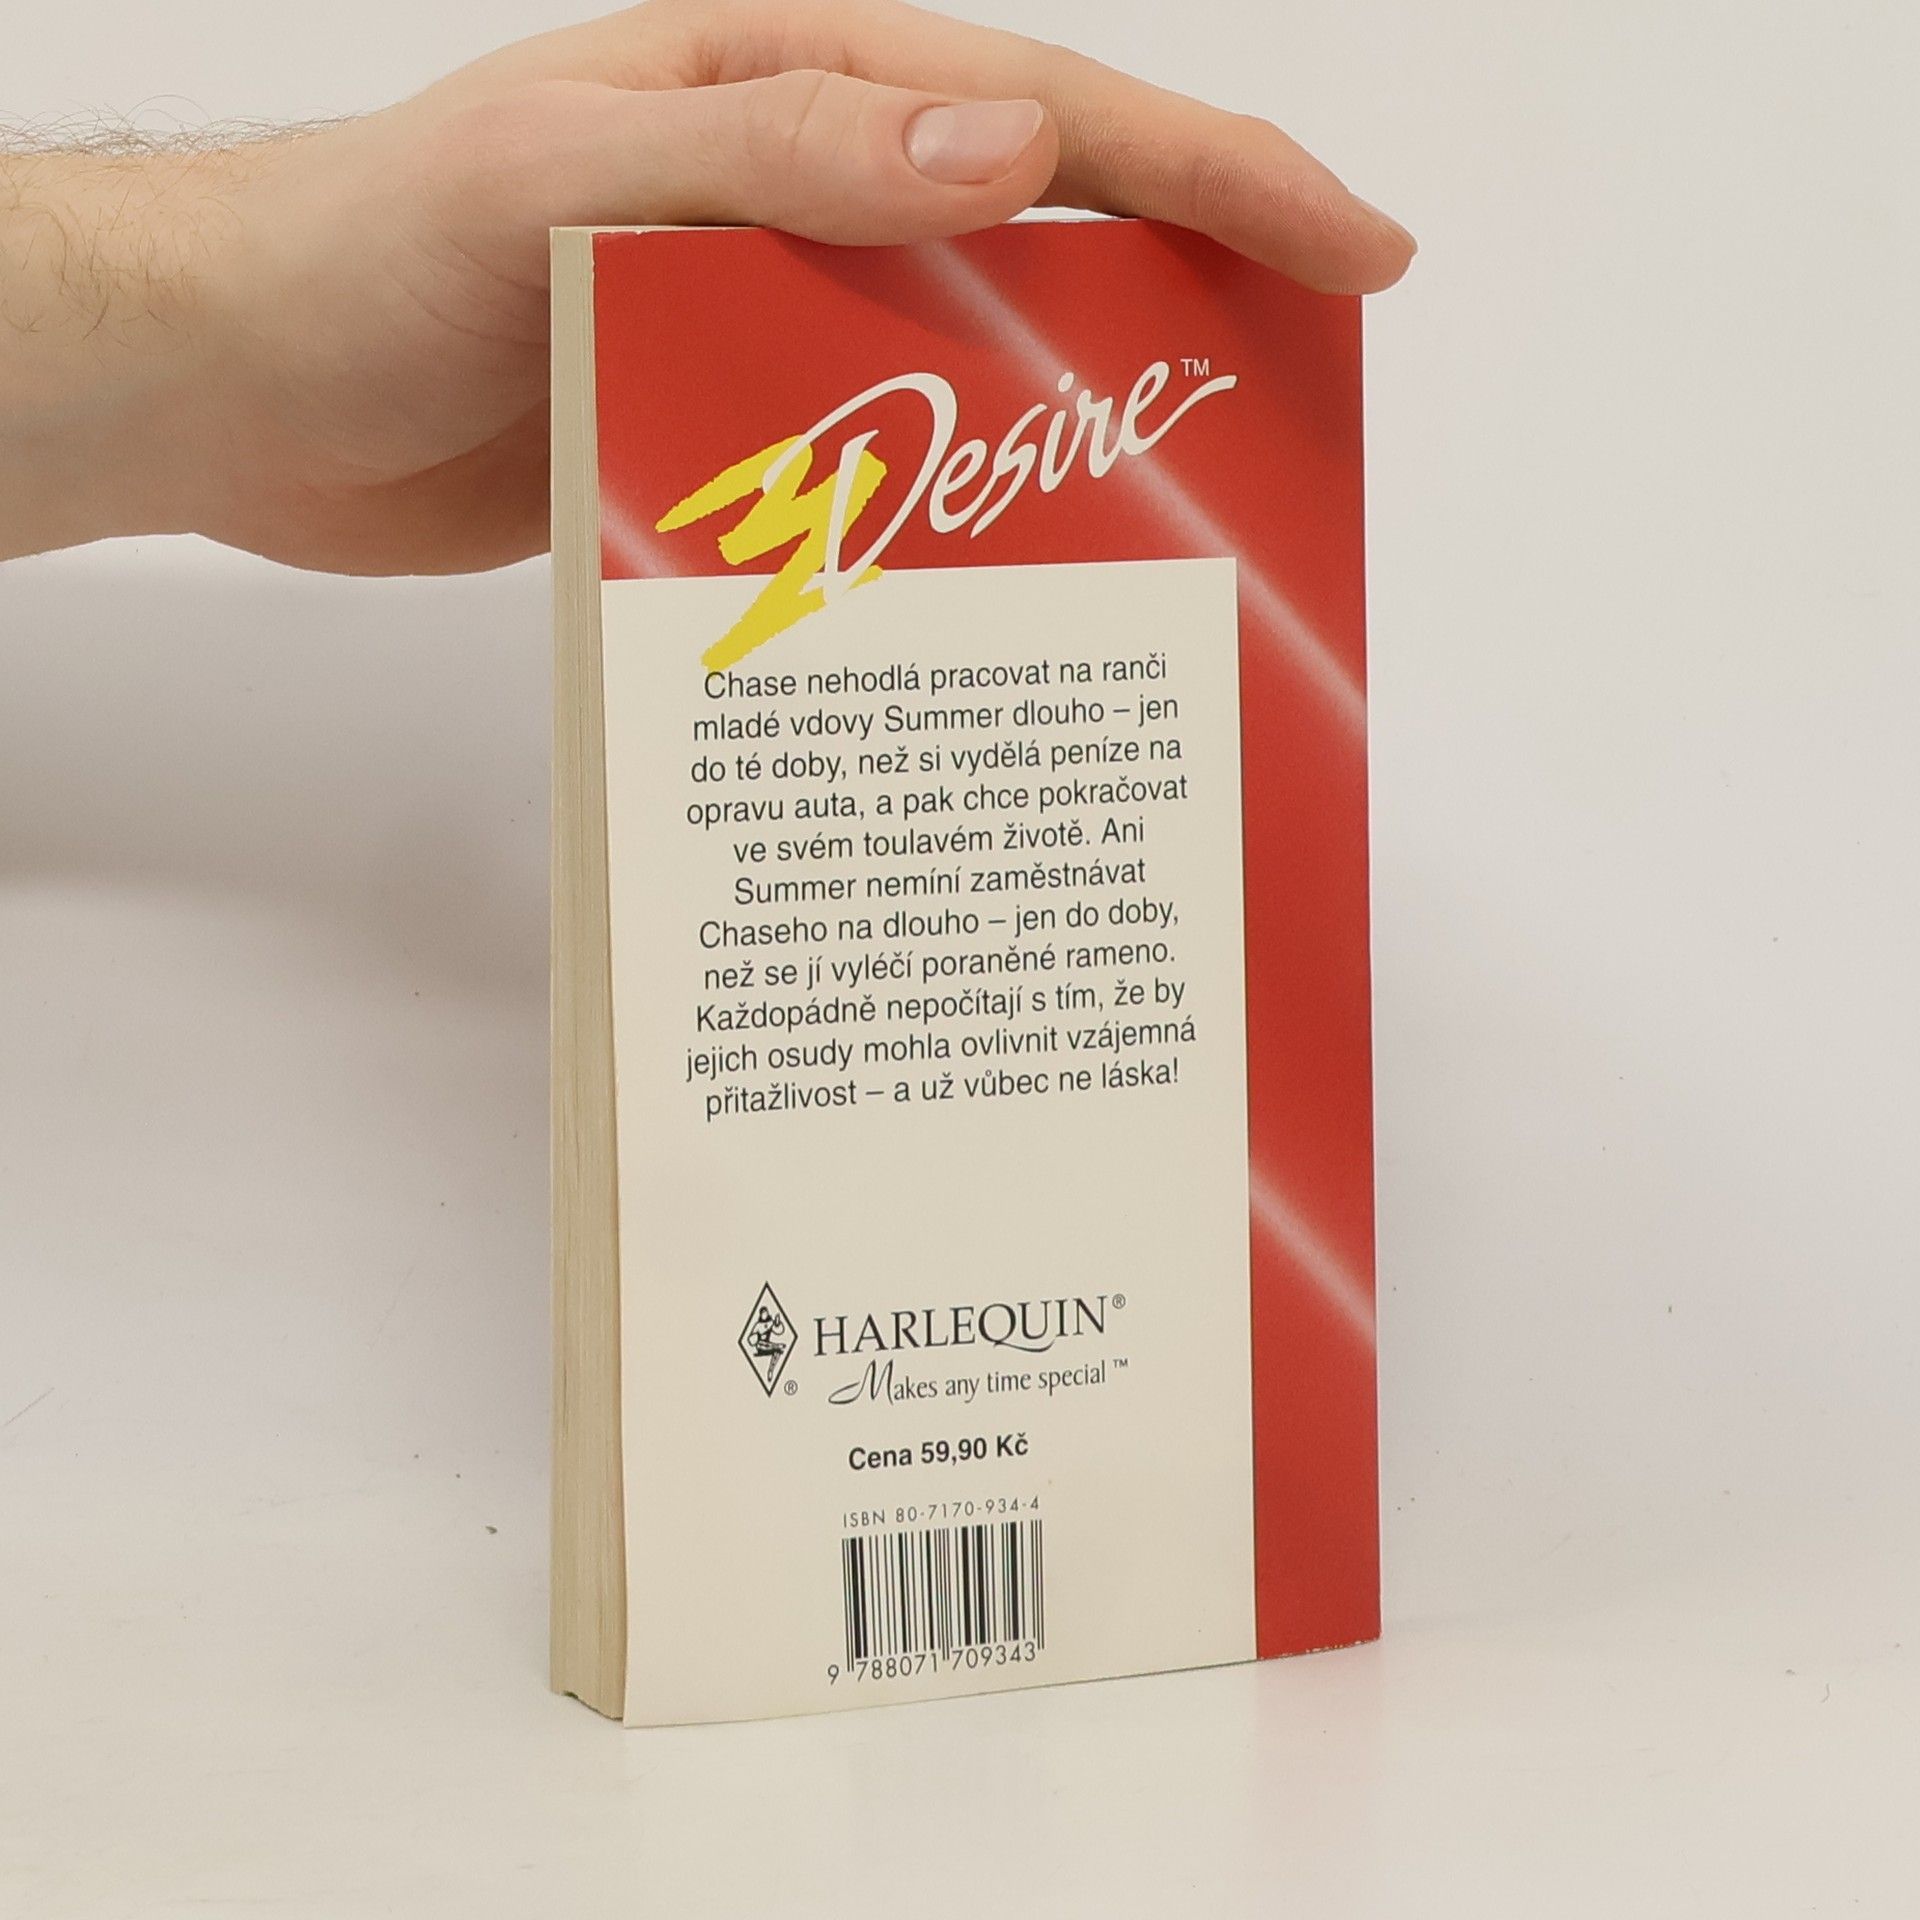 Desire™
Chase nehodlá pracovat na ranči
mladé vdovy Summer dlouho – jen
do té doby, než si vydělá peníze na
opravu auta, a pak chce pokračovat
ve svém toulavém životě. Ani
Summer nemíní zaměstnávat
Chaseho na dlouho – jen do doby,
než se jí vyléčí poraněné rameno.
Každopádně nepočítají s tím, že by
jejich osudy mohla ovlivnit vzájemná
přitažlivost – a už vůbec ne láska!
HARLEQUIN®
®
Makes any time special™
Cena 59,90 Kč
ISBN 80-7170-934-4
9 788071 709343